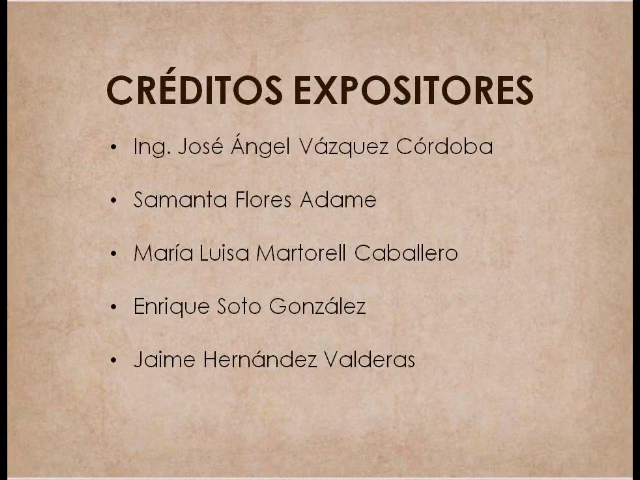 CRÉDITOS EXPOSITORES
• Ing. José Ángel Vázquez Córdoba
• Samanta Flores Adame
• María Luisa Martorell Caballero
• Enrique Soto González
• Jaime Hernández Valderas